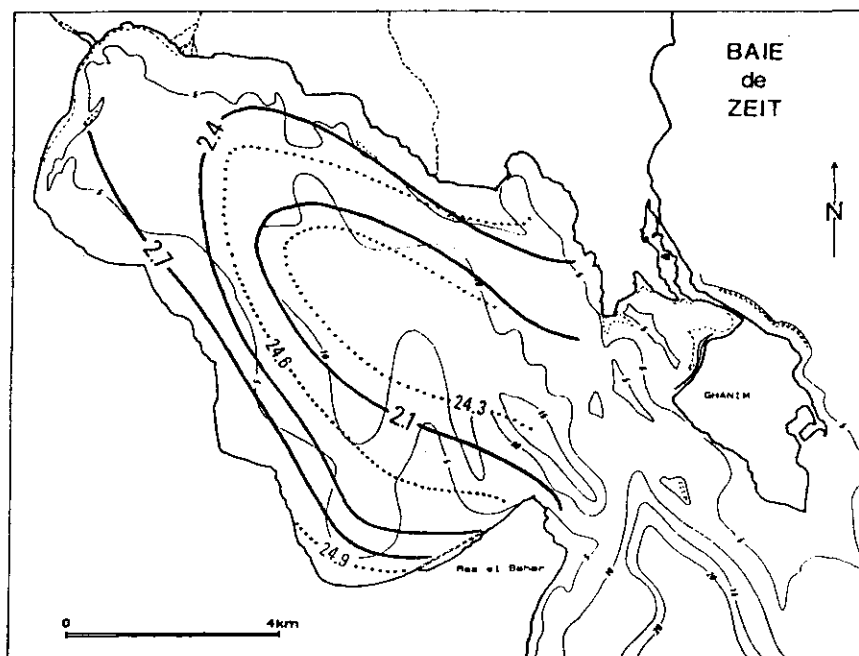 BAIE
de
ZEIT
N
2.4
2.7
24.6
24.3
2.1
GHANIM
24.9
Ras el Bahar
0 4km